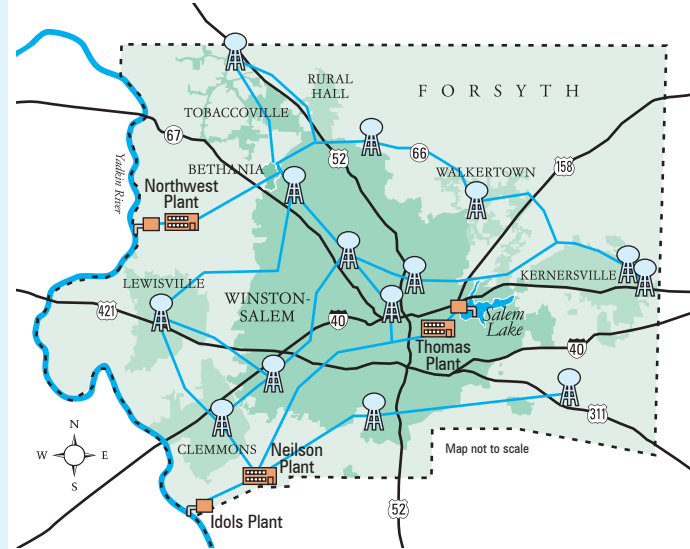 RURAL
HALL
FORSYTH
TOBACCOVILLE
67
52
66
158
BETHANIA
WALKERTOWN
Yadkin River
Northwest
Plant
LEWISVILLE
KERNERSVILLE
421
WINSTON-
SALEM
40
Salem
Lake
Thomas
Plant
40
311
N
W
E
S
CLEMMONS
Neilson
Plant
Map not to scale
Idols Plant
52